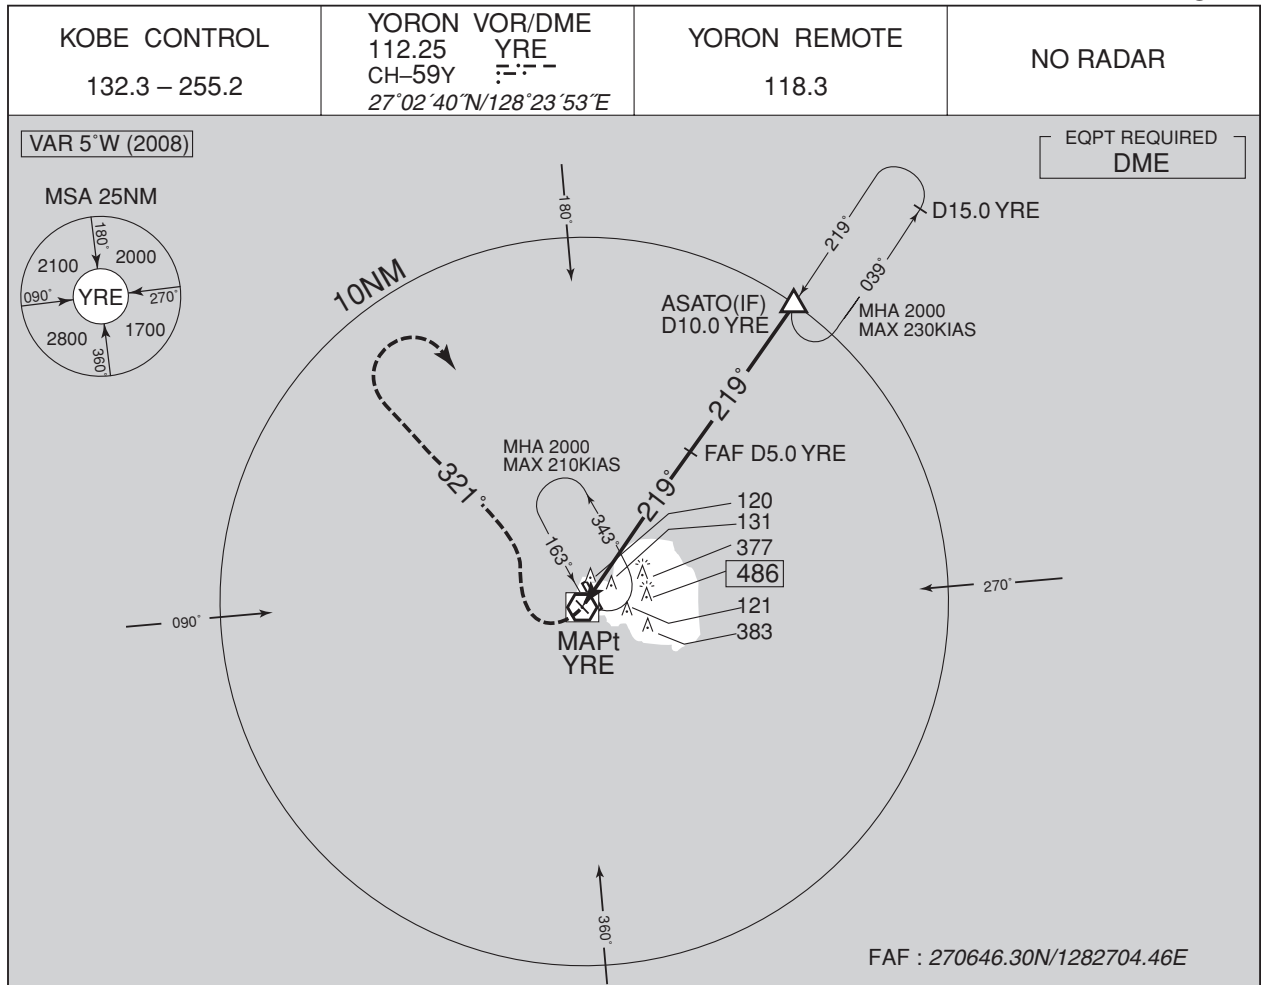 KOBE CONTROL
132.3 – 255.2
YORON VOR/DME
112.25 YRE
CH–59Y
27°02´40˝N/128°23´53˝E
YORON REMOTE
118.3
NO RADAR
VAR 5°W (2008)
EQPT REQUIRED
DME
MSA 25NM
180°
2100
2000
090°
YRE
270°
2800
1700
360°
180°
10NM
219°
D15.0 YRE
039°
ASATO(IF)
D10.0 YRE
MHA 2000
MAX 230KIAS
219°
FAF D5.0 YRE
MHA 2000
MAX 210KIAS
321°
219°
343°
163°
120
131
377
486
121
383
270°
090°
MAPt
YRE
360°
FAF : 270646.30N/1282704.46E